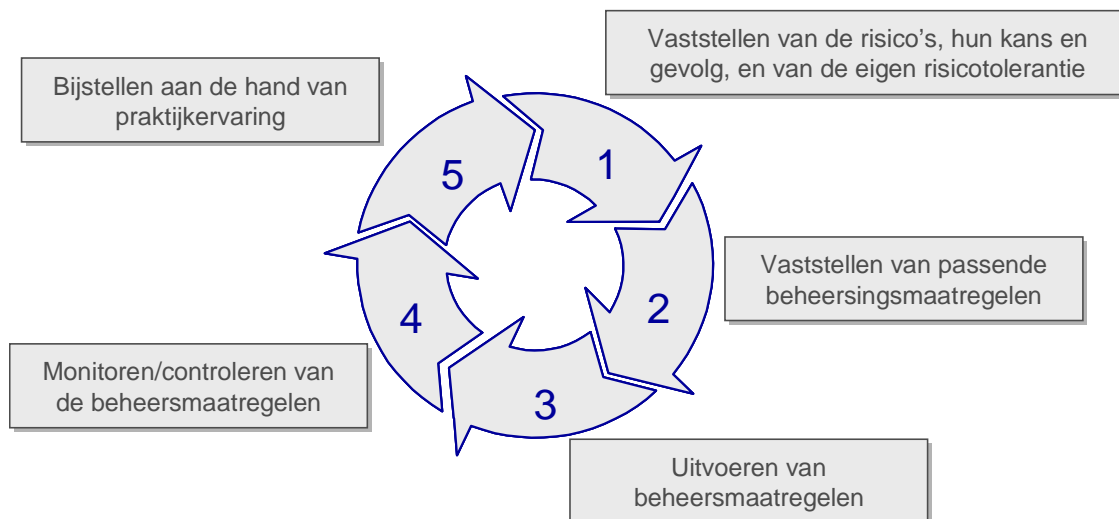 Vaststellen van de risico’s, hun kans en
gevolg, en van de eigen risicotolerantie
Bijstellen aan de hand van
praktijkervaring
1
5
Vaststellen van passende
beheersingsmaatregelen
2
4
Monitoren/controleren van
de beheersmaatregelen
3
Uitvoeren van
beheersmaatregelen